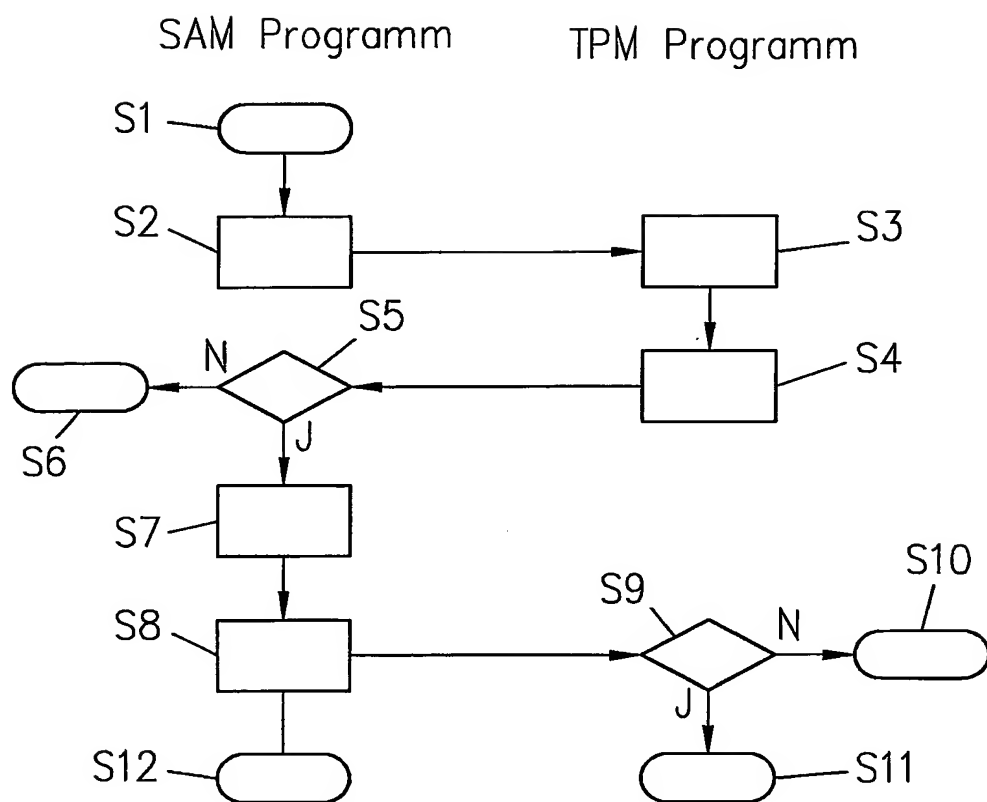 SAM Programm
TPM Programm
S1
S2
S3
S5
N
S4
S6
J
S7
S10
S9
S8
N
J
S12
S11